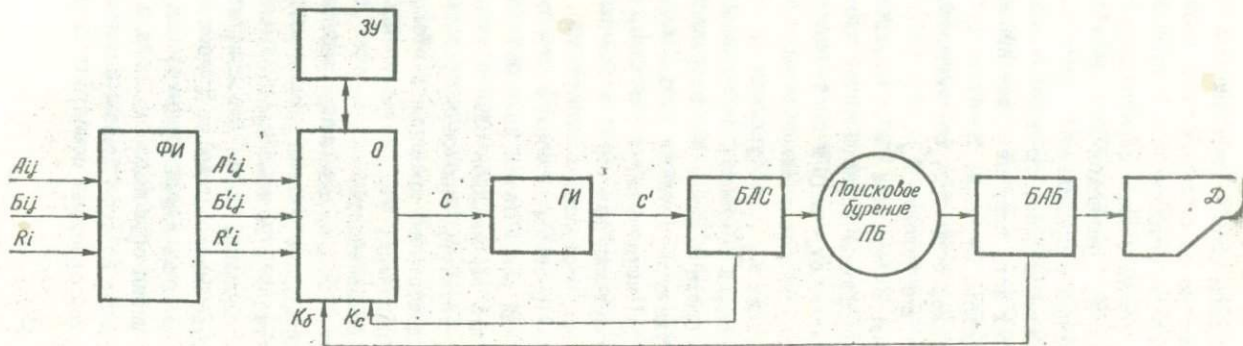 ЗУ
ФИ
О
Aij
Бij
Ri
A'ij
Б'ij
R'i
С
ГИ
С'
БАС
Поисковое
бурение
ПБ
БАБ
Д
Кб
Кс